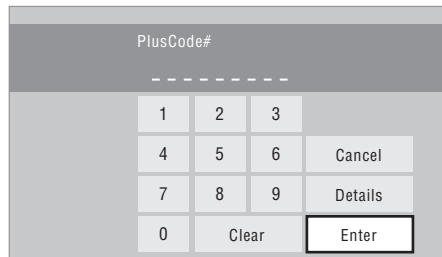 PlusCode#
_ _ _ _ _ _ _ _ _
1 2 3
4 5 6 Cancel
7 8 9 Details
0 Clear Enter